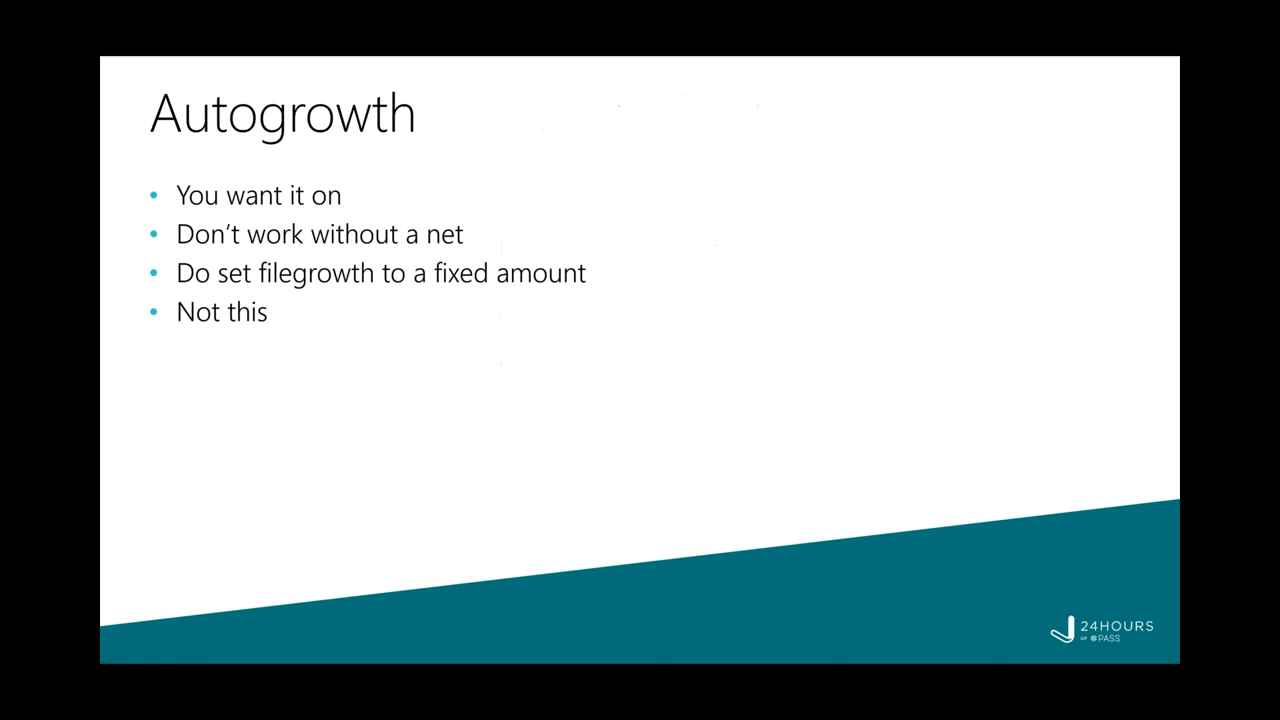 Autogrowth
• You want it on
• Don't work without a net
• Do set filegrowth to a fixed amount
• Not this
24HOURS
OF PASS